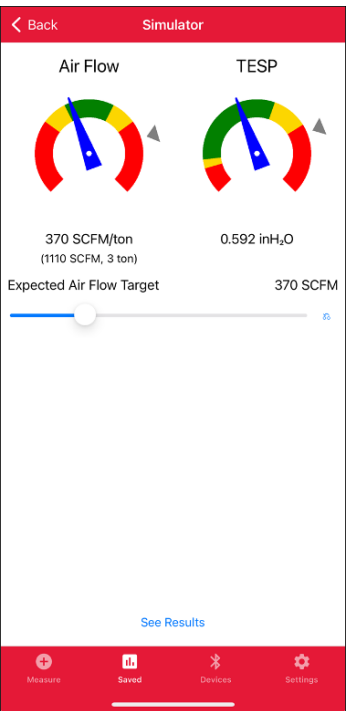 Back
Simulator
Air Flow
TESP
370 SCFM/ton
(1110 SCFM, 3 ton)
0.592 inH₂O
Expected Air Flow Target
370 SCFM
See Results
Measure
Saved
Devices
Settings